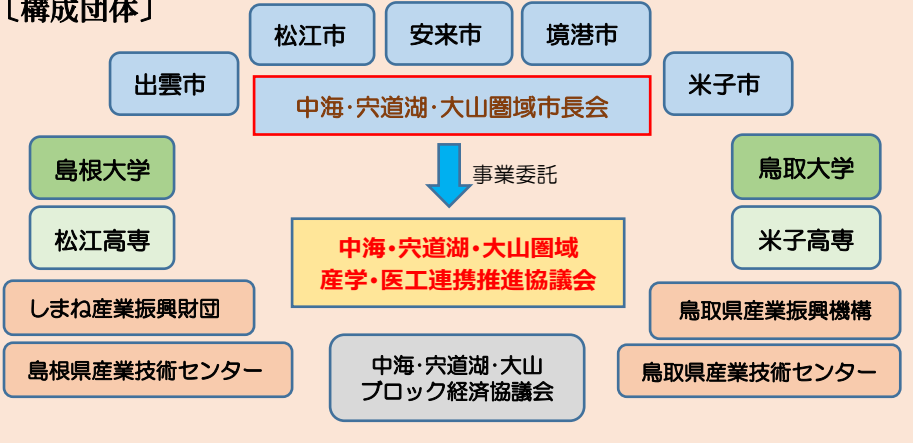 〔構成団体〕
松江市
安来市
境港市
出雲市
米子市
中海・宍道湖・大山圏域市長会
事業委託
島根大学
鳥取大学
松江高専
米子高専
中海・宍道湖・大山圏域
産学・医工連携推進協議会
しまね産業振興財団
鳥取県産業振興機構
島根県産業技術センター
鳥取県産業技術センター
中海・宍道湖・大山
ブロック経済協議会